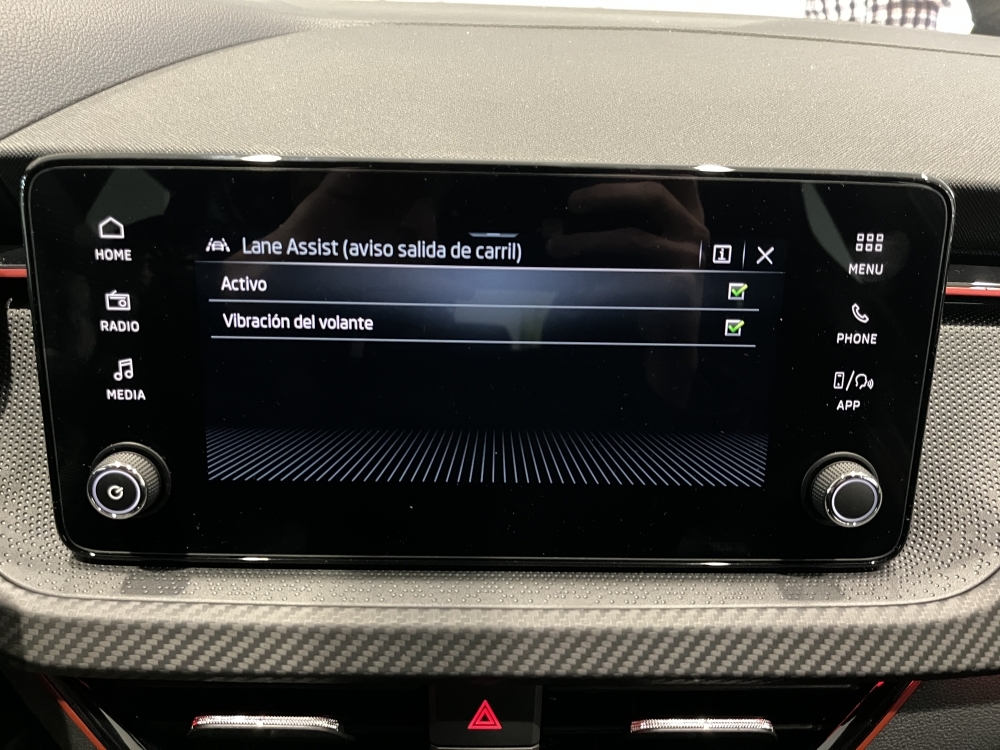 HOME
RADIO
MEDIA
Lane Assist (aviso salida de carril)
Activo
Vibración del volante
MENU
PHONE
APP